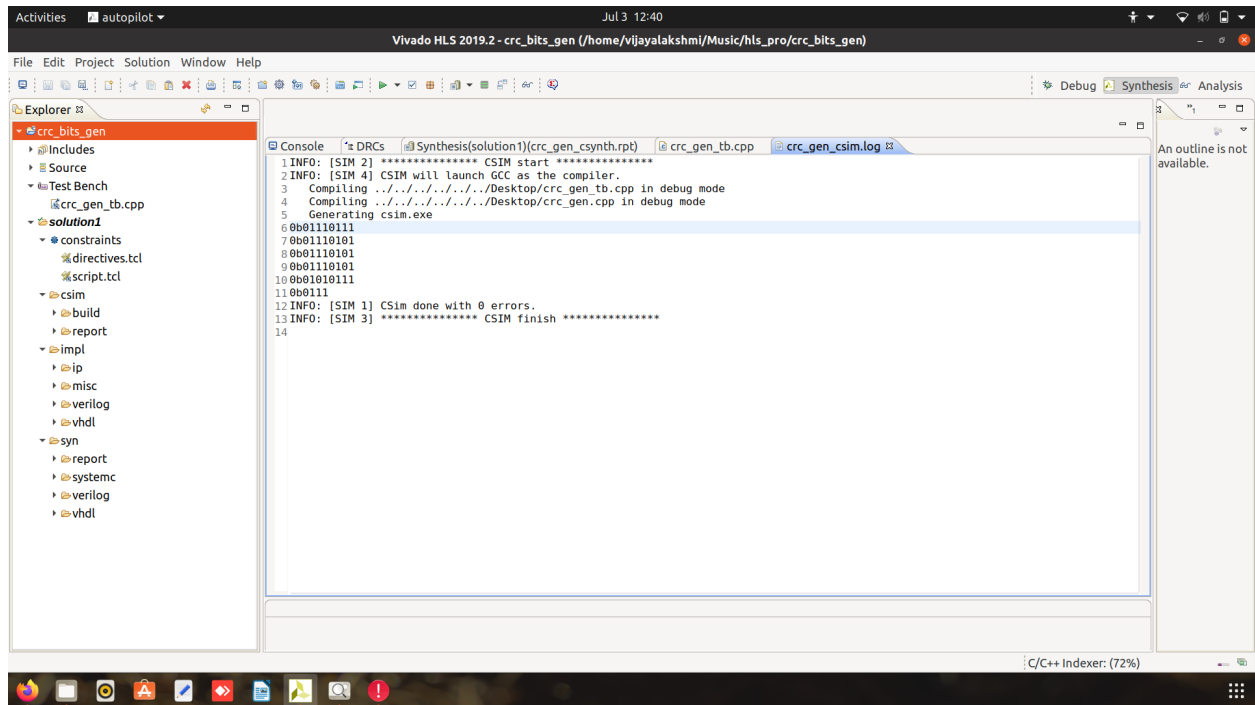 Activities autopilot Jul 3 12:40
Vivado HLS 2019.2 - crc_bits_gen (/home/vijayalakshmi/Music/hls_pro/crc_bits_gen)
File Edit Project Solution Window Help
Debug Synthesis Analysis
Explorer
crc_bits_gen
Includes
Source
Test Bench
crc_gen_tb.cpp
solution1
constraints
directives.tcl
script.tcl
csim
build
report
impl
ip
misc
verilog
vhdl
syn
report
systemc
verilog
vhdl
Console DRCs Synthesis(solution1)(crc_gen_csynth.rpt) crc_gen_tb.cpp crc_gen_csim.log
1 INFO: [SIM 2] *************** CSIM start ***************
2 INFO: [SIM 4] CSIM will launch GCC as the compiler.
3 Compiling ../../../../../../Desktop/crc_gen_tb.cpp in debug mode
4 Compiling ../../../../../../Desktop/crc_gen.cpp in debug mode
5 Generating csim.exe
6 0b01110111
7 0b01110101
8 0b01110101
9 0b01110101
10 0b01010111
11 0b0111
12 INFO: [SIM 1] CSim done with 0 errors.
13 INFO: [SIM 3] *************** CSIM finish ***************
14
"1
An outline is not
available.
C/C++ Indexer: (72%)